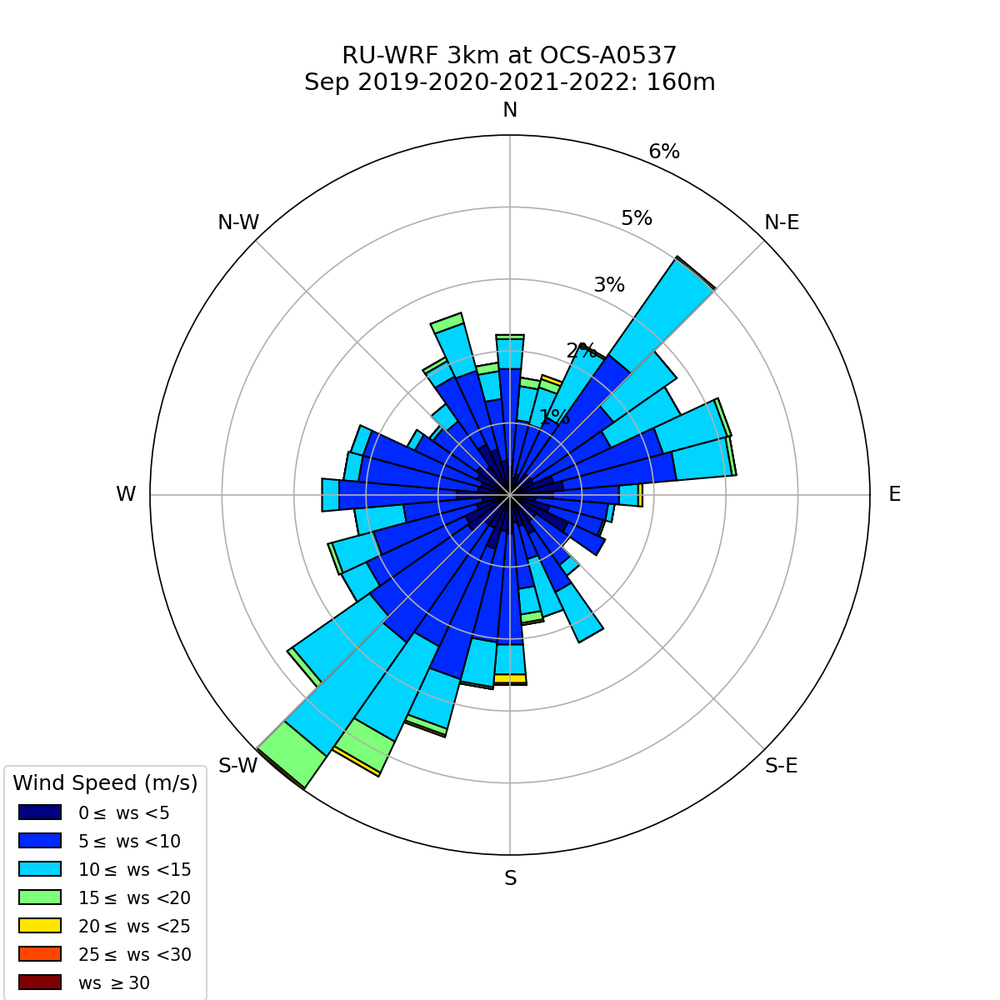 RU-WRF 3km at OCS-A0537
Sep 2019-2020-2021-2022: 160m
N
6%
5%
N-W
N-E
3%
2%
1%
W
E
S-W
S-E
S
Wind Speed (m/s)
0 ≤ ws <5
5 ≤ ws <10
10 ≤ ws <15
15 ≤ ws <20
20 ≤ ws <25
25 ≤ ws <30
ws ≥ 30